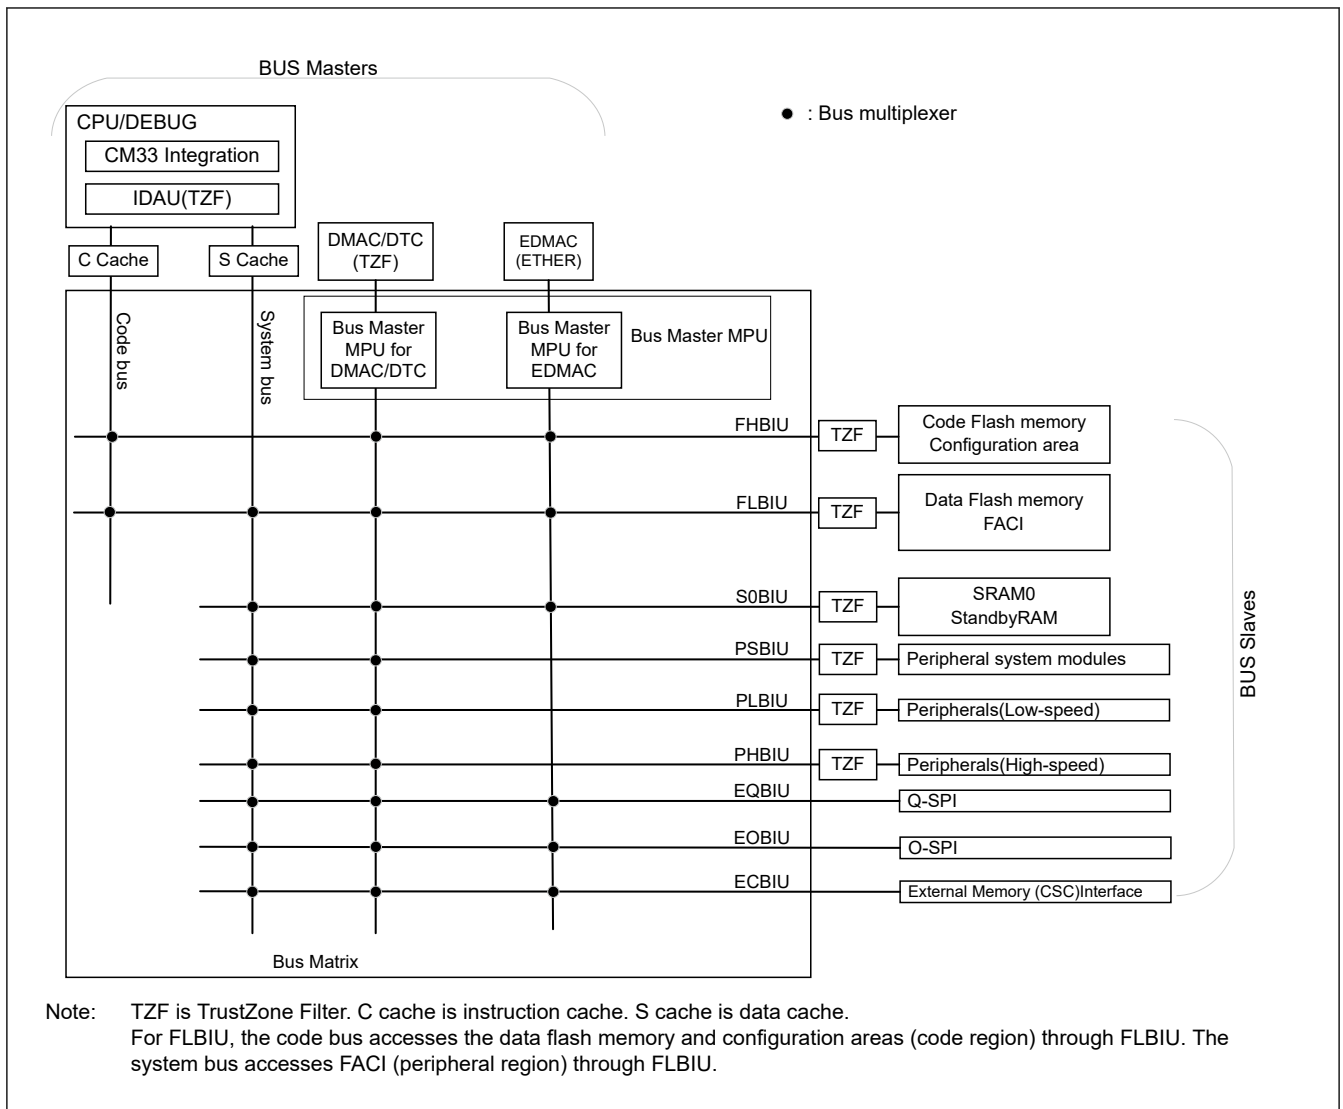 BUS Masters
: Bus multiplexer
CPU/DEBUG
CM33 Integration
IDAU(TZF)
C Cache
S Cache
DMAC/DTC
(TZF)
EDMAC
(ETHER)
Code bus
System bus
Bus Master
MPU for
DMAC/DTC
Bus Master
MPU for
EDMAC
Bus Master MPU
FHBIU
TZF
Code Flash memory
Configuration area
FLBIU
TZF
Data Flash memory
FACI
S0BIU
TZF
SRAM0
StandbyRAM
PSBIU
TZF
Peripheral system modules
PLBIU
TZF
Peripherals(Low-speed)
PHBIU
TZF
Peripherals(High-speed)
EQBIU
Q-SPI
EOBIU
O-SPI
ECBIU
External Memory (CSC)Interface
BUS Slaves
Bus Matrix
Note: TZF is TrustZone Filter. C cache is instruction cache. S cache is data cache.
For FLBIU, the code bus accesses the data flash memory and configuration areas (code region) through FLBIU. The
system bus accesses FACI (peripheral region) through FLBIU.